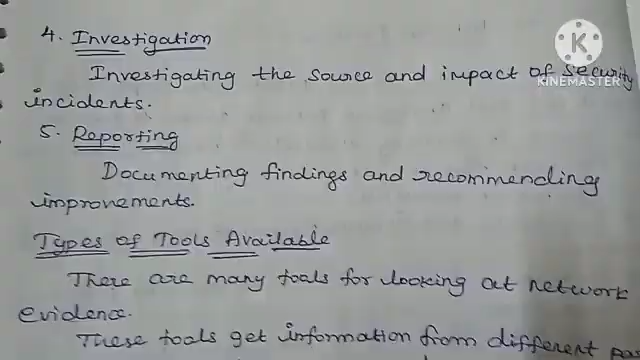 4. Investigation
Investigating the source and impact of security
incidents.
5. Reporting
Documenting findings and recommending
improvements.
Types of Tools Available
There are many tools for looking at network
evidence.
These tools get information from different
KINEMASTER